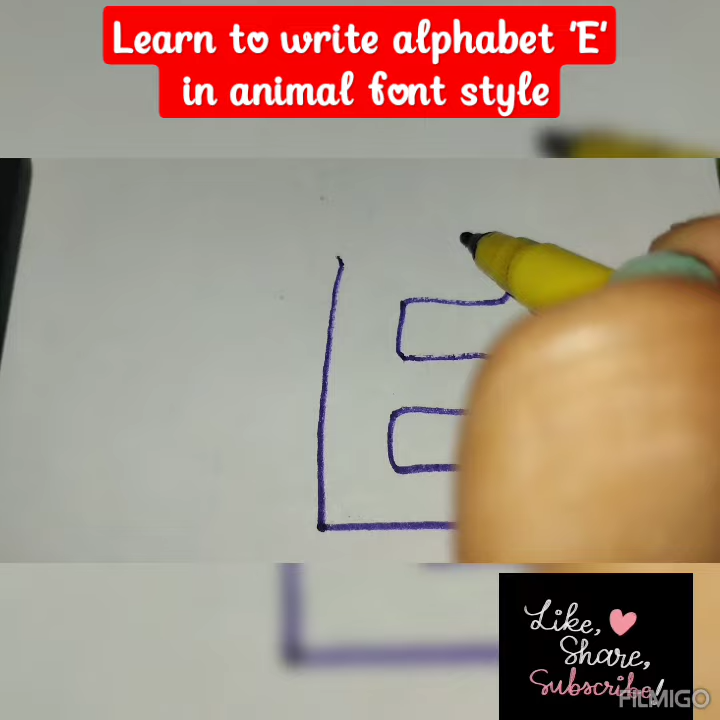 Learn to write alphabet 'E'
in animal font style
Like,
Share,
Subscribe!
FILMIGO